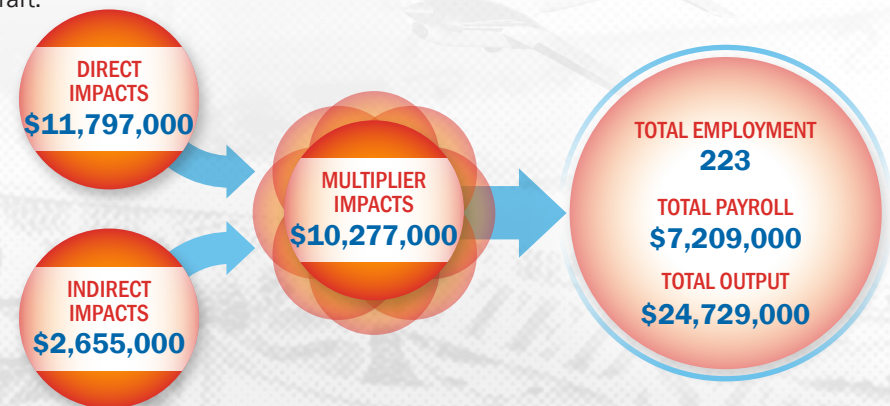 DIRECT
IMPACTS
$11,797,000
INDIRECT
IMPACTS
$2,655,000
MULTIPLIER
IMPACTS
$10,277,000
TOTAL EMPLOYMENT
223
TOTAL PAYROLL
$7,209,000
TOTAL OUTPUT
$24,729,000